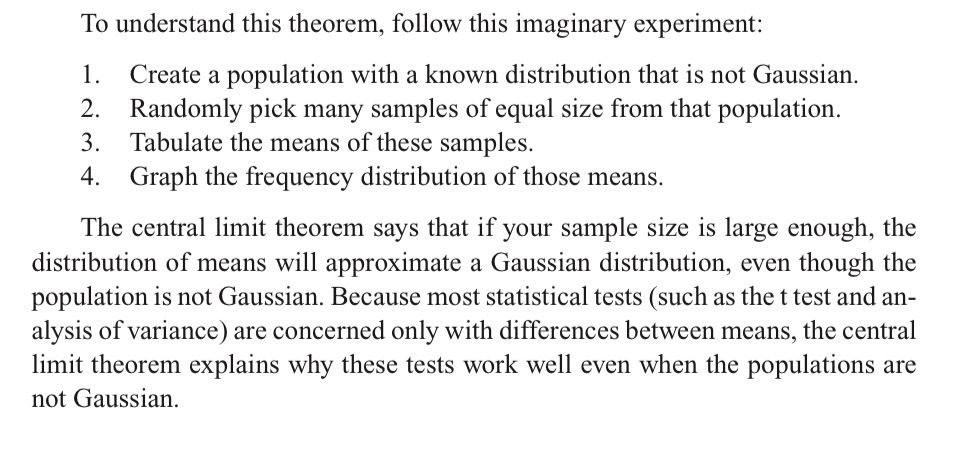 To understand this theorem, follow this imaginary experiment:
1. Create a population with a known distribution that is not Gaussian.
2. Randomly pick many samples of equal size from that population.
3. Tabulate the means of these samples.
4. Graph the frequency distribution of those means.
The central limit theorem says that if your sample size is large enough, the
distribution of means will approximate a Gaussian distribution, even though the
population is not Gaussian. Because most statistical tests (such as the t test and an-
alysis of variance) are concerned only with differences between means, the central
limit theorem explains why these tests work well even when the populations are
not Gaussian.